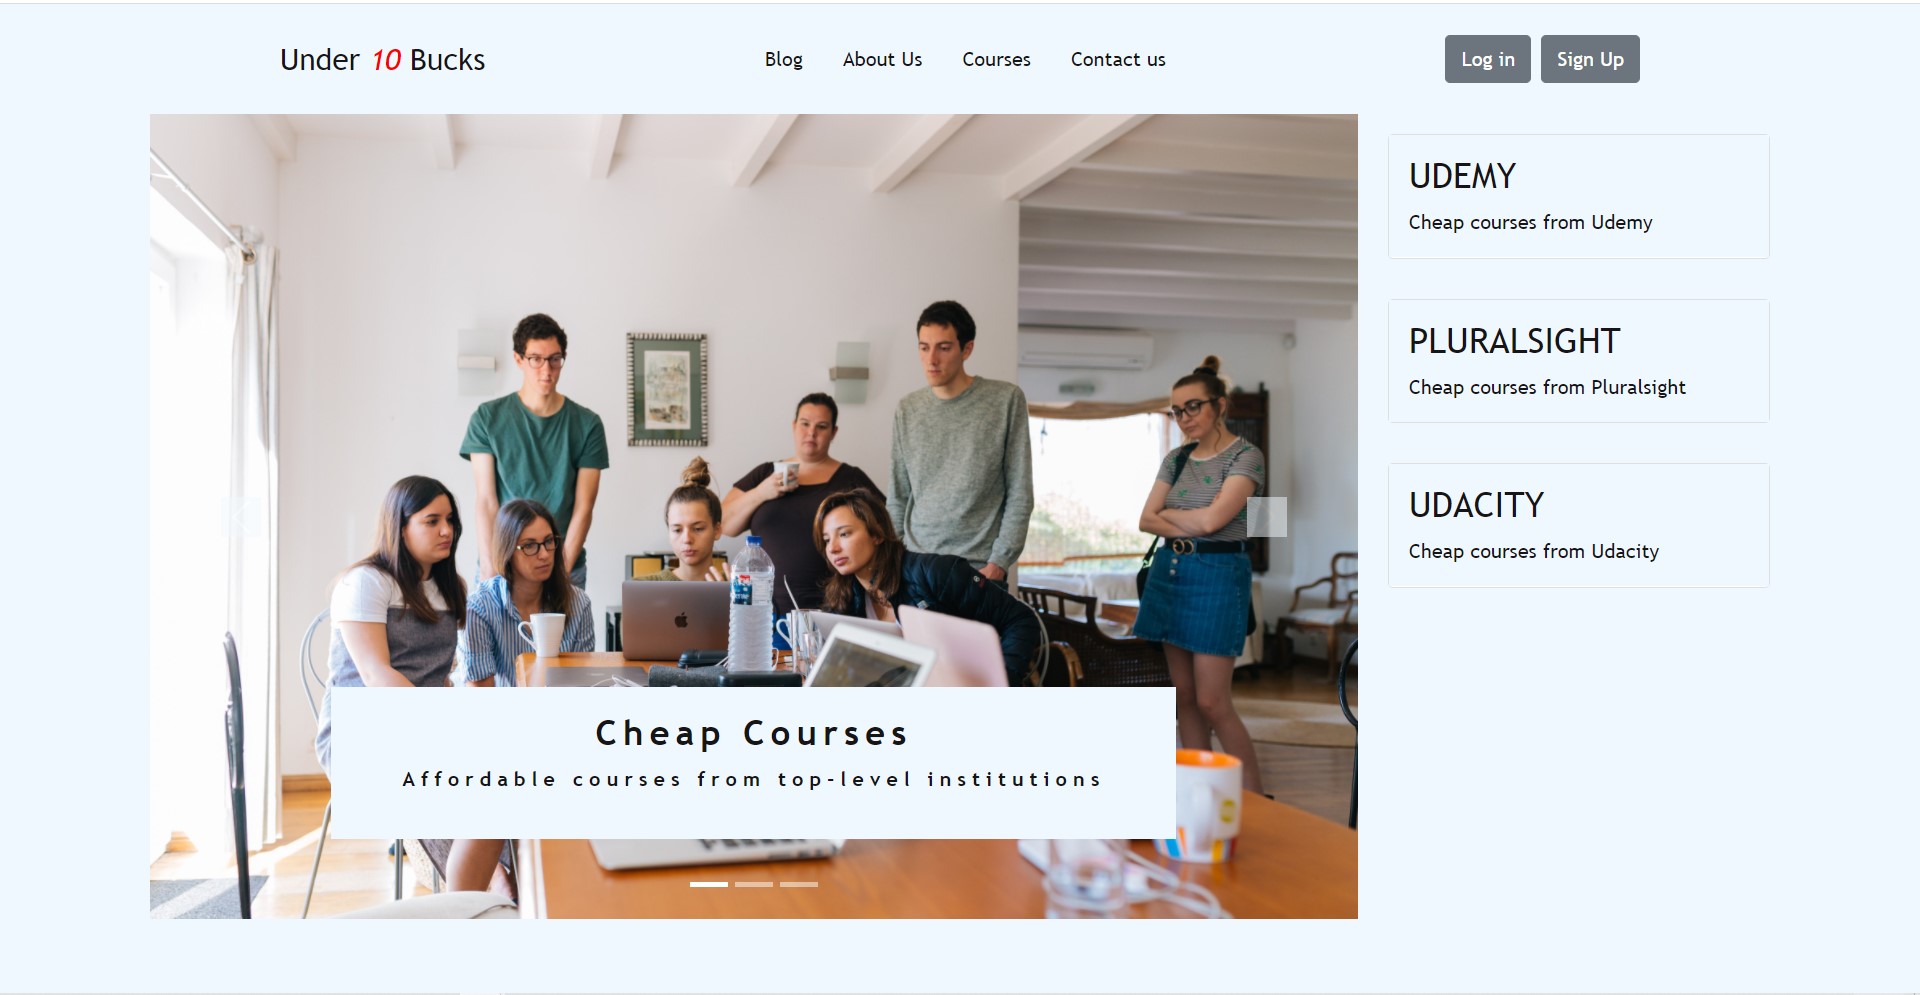 Under 10 Bucks
Blog
About Us
Courses
Contact us
Log in
Sign Up
Cheap Courses
Affordable courses from top-level institutions
UDEMY
Cheap courses from Udemy
PLURALSIGHT
Cheap courses from Pluralsight
UDACITY
Cheap courses from Udacity